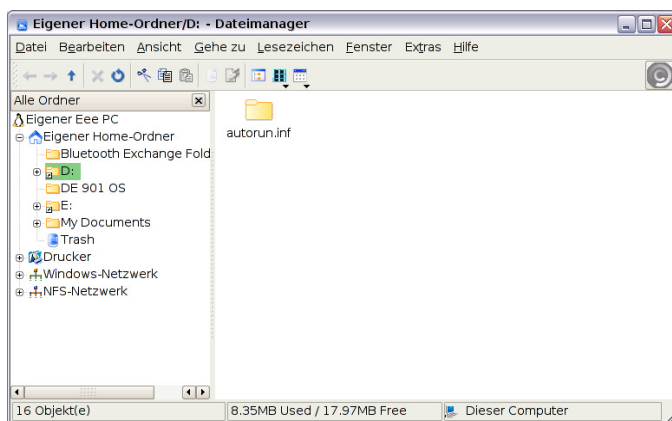 Eigener Home-Ordner/D: - Dateimanager
Datei Bearbeiten Ansicht Gehe zu Lesezeichen Fenster Extras Hilfe
Alle Ordner
Eigener Eee PC
Eigener Home-Ordner
Bluetooth Exchange Fold
D:
DE 901 OS
E:
My Documents
Trash
Drucker
Windows-Netzwerk
NFS-Netzwerk
autorun.inf
16 Objekt(e)
8.35MB Used / 17.97MB Free
Dieser Computer